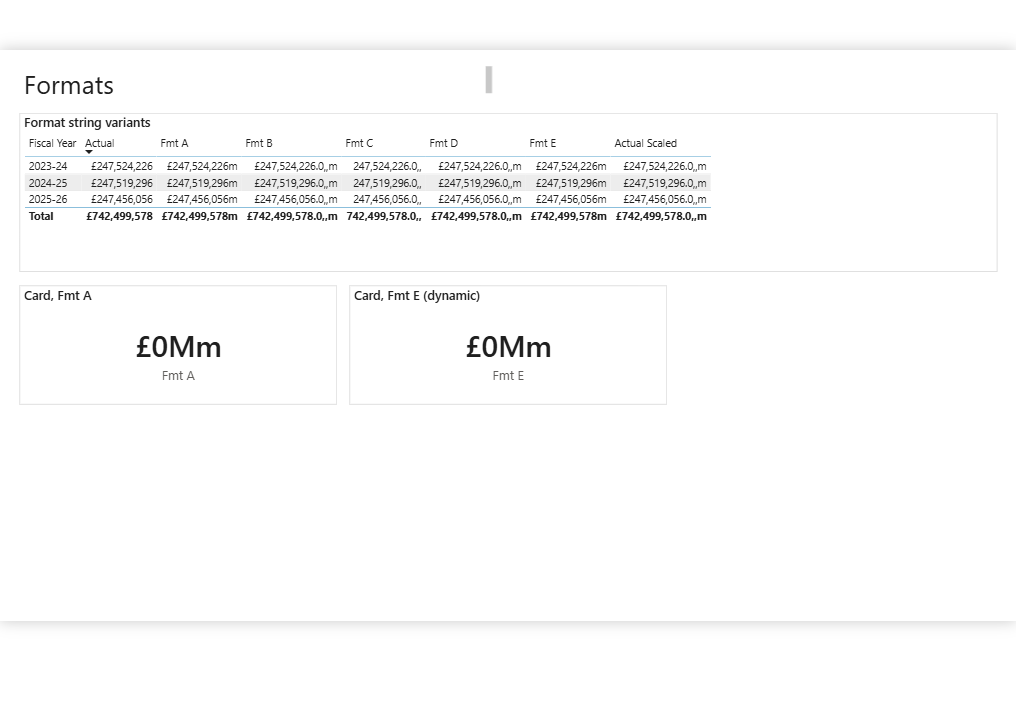 Formats
Format string variants
Fiscal Year Actual Fmt A Fmt B Fmt C Fmt D Fmt E Actual Scaled
2023-24 £247,524,226 £247,524,226m £247,524,226.0,,m 247,524,226.0,, £247,524,226.0,,m £247,524,226m £247,524,226.0,,m
2024-25 £247,519,296 £247,519,296m £247,519,296.0,,m 247,519,296.0,, £247,519,296.0,,m £247,519,296m £247,519,296.0,,m
2025-26 £247,456,056 £247,456,056m £247,456,056.0,,m 247,456,056.0,, £247,456,056.0,,m £247,456,056m £247,456,056.0,,m
Total £742,499,578 £742,499,578m £742,499,578.0,,m 742,499,578.0,, £742,499,578.0,,m £742,499,578m £742,499,578.0,,m
Card, Fmt A Card, Fmt E (dynamic)
£0Mm £0Mm
Fmt A Fmt E